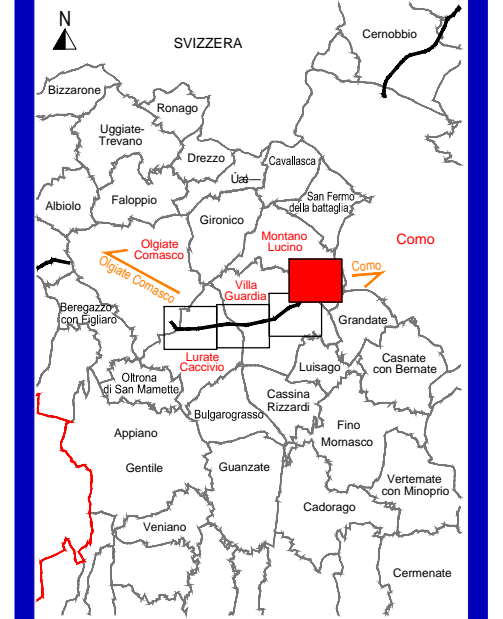 N
SVIZZERA
Cernobbio
Bizzarone
Ronago
Uggiate-
Trevano
Drezzo
Cavallasca
Albiolo
Faloppio
San Fermo
della battaglia
Gironico
Olgiate
Comasco
Montano
Lucino
Como
Olgiate Comasco
Como
Villa
Guardia
Beregazzo
con Figliaro
Grandate
Lurate
Caccivio
Luisago
Casnate
con Bernate
Oltrona
di San Mamette
Cassina
Rizzardi
Bulgarograsso
Appiano
Gentile
Fino
Mornasco
Guanzate
Vertemate
con Minoprio
Cadorago
Veniano
Cermenate